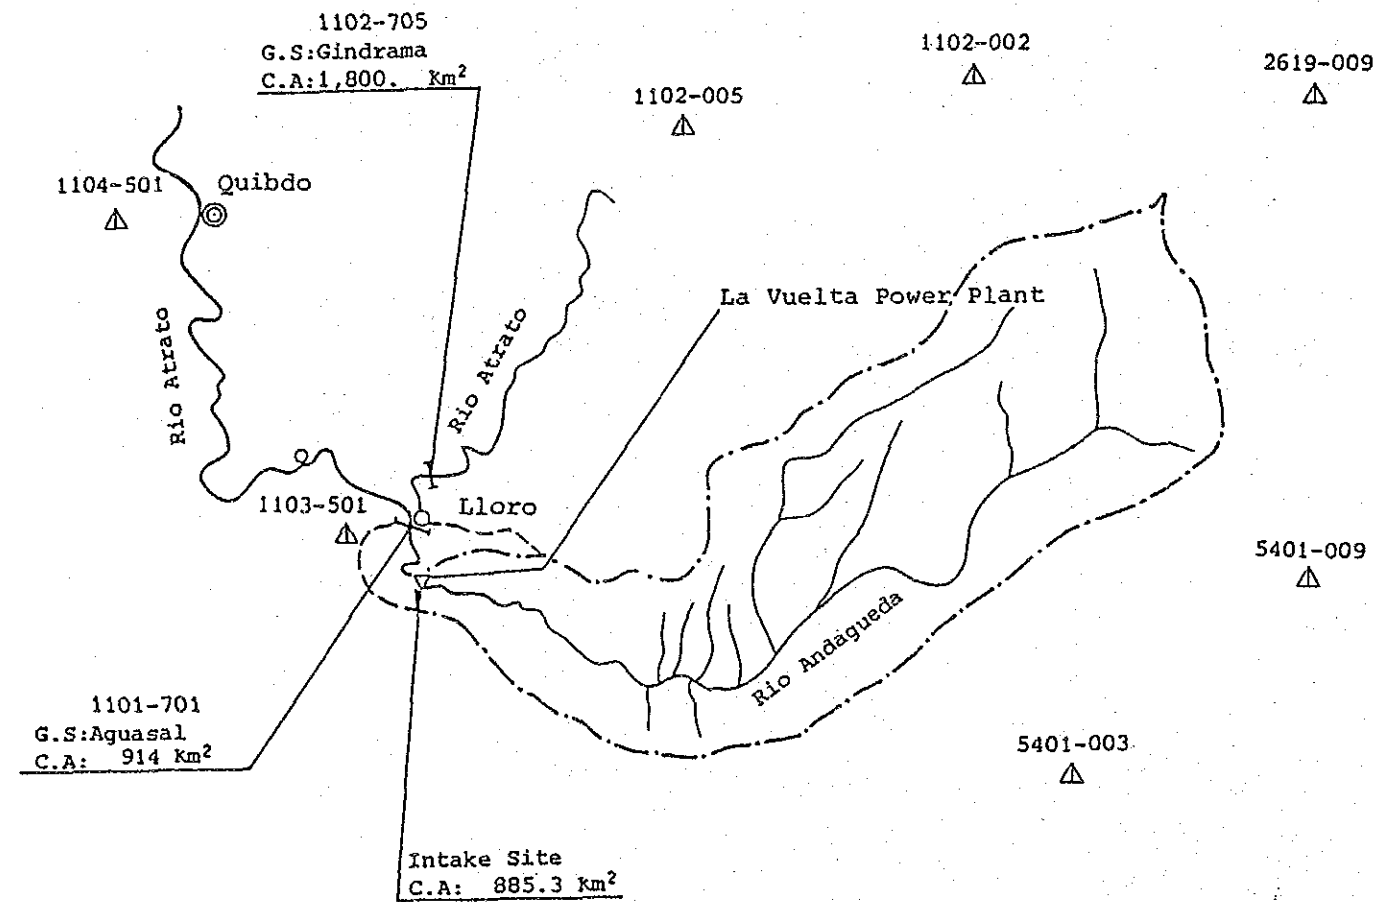 1102-705
G.S:Gindrama
C.A:1,800. Km²
1102-002
2619-009
1102-005
1104-501
Quibdo
La Vuelta Power Plant
Rio Atrato
Rio Atrato
1103-501
Lloro
5401-009
Rio Andagueda
1101-701
G.S:Aguasal
C.A: 914 Km²
5401-003
Intake Site
C.A: 885.3 Km²